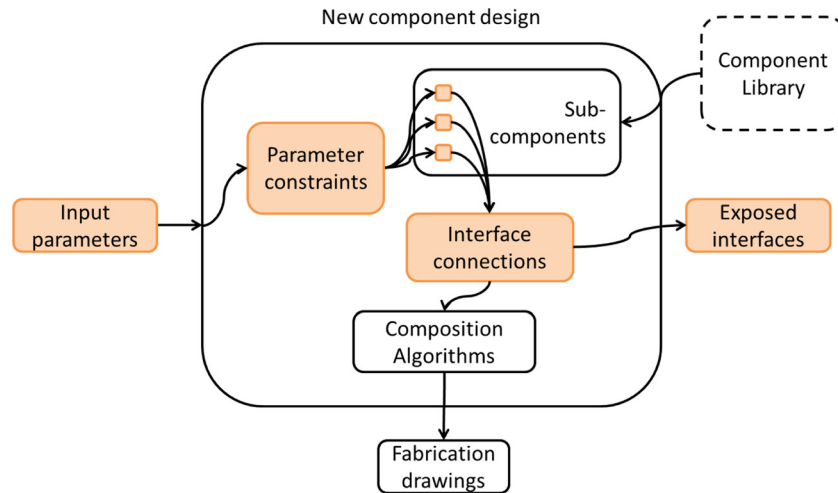 New component design
Component
Library
Sub-
components
Parameter
constraints
Input
parameters
Interface
connections
Exposed
interfaces
Composition
Algorithms
Fabrication
drawings